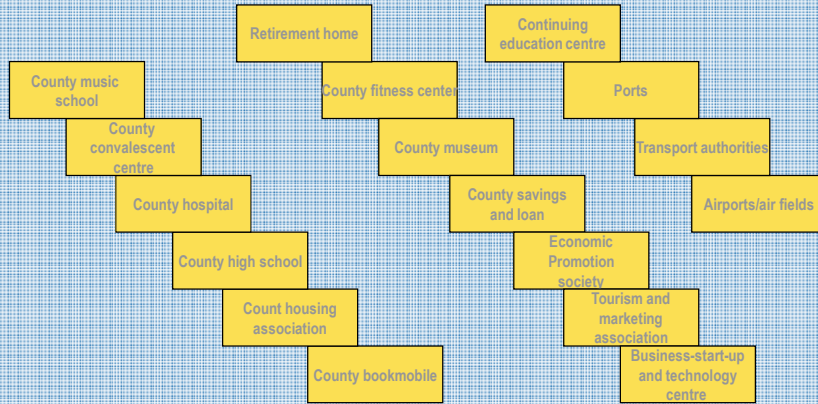 Retirement home
Continuing
education centre
County music
school
County fitness center
Ports
County
convalescent
centre
County museum
Transport authorities
County hospital
County savings
and loan
Airports/air fields
County high school
Economic
Promotion
society
Count housing
association
Tourism and
marketing
association
County bookmobile
Business-start-up
and technology
centre